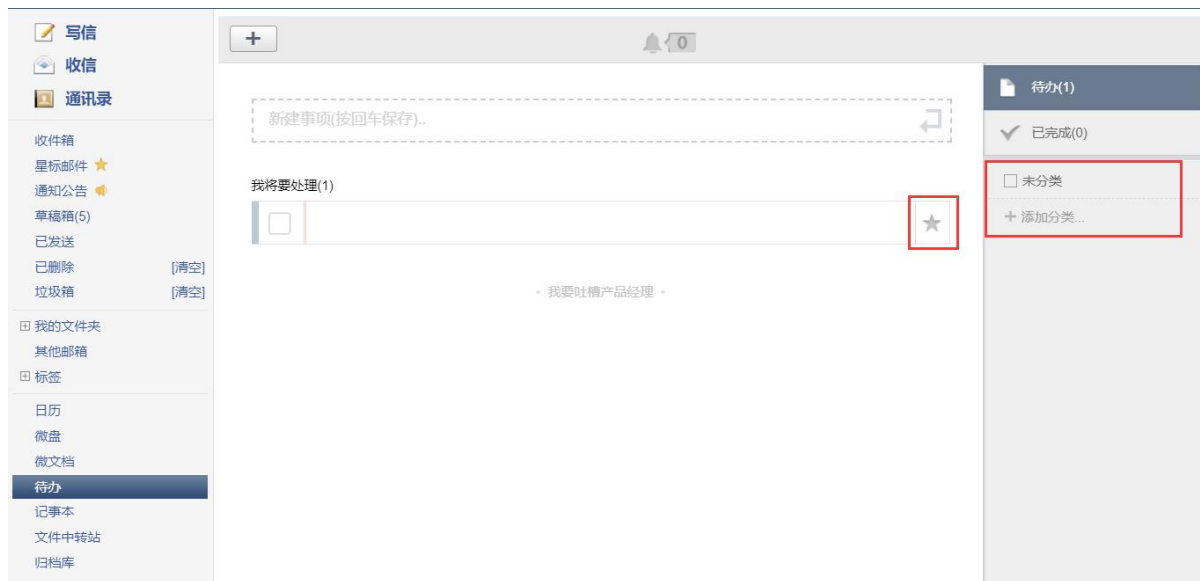 写信
收信
通讯录
收件箱
星标邮件
通知公告
草稿箱(5)
已发送
已删除 [清空]
垃圾箱 [清空]
我的文件夹
其他邮箱
标签
日历
微盘
微文档
待办
记事本
文件中转站
归档库
+
0
新建事项(按回车保存)..
我将要处理(1)
- 我要吐槽产品经理 -
待办(1)
已完成(0)
未分类
+ 添加分类...